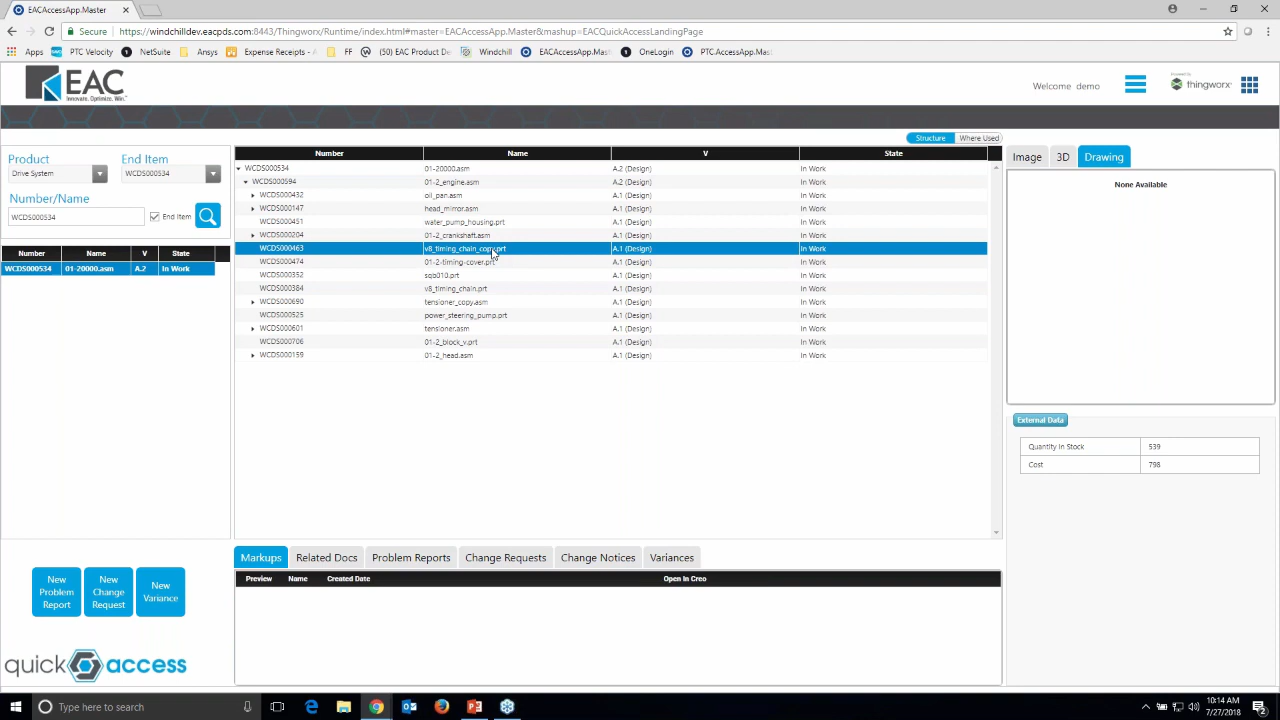 EACAccessApp.Master
Secure
https://windchilldev.eacpds.com:8443/Thingworx/Runtime/index.html#master=EACAccessApp.Master&mashup=EACQuickAccessLandingPage
Apps PTC Velocity NetSuite Ansys Expense Receipts - A FF (50) EAC Product De Windchill EACAccessApp.Mast OneLogin PTC.AccessApp.Mast
EAC
Innovate. Optimize. Win.
Welcome demo
Powered by
thingworx
Structure Where Used
Product End Item
Drive System WCDS000534
Number/Name
WCDS000534 End Item
Number Name V State
WCDS000534 01-20000.asm A.2 In Work
Number Name V State
WCDS000534 01-20000.asm A.2 (Design) In Work
WCDS000594 01-2_engine.asm A.2 (Design) In Work
WCDS000432 oil_pan.asm A.1 (Design) In Work
WCDS000147 head_mirror.asm A.1 (Design) In Work
WCDS000451 water_pump_housing.prt A.1 (Design) In Work
WCDS000204 01-2_crankshaft.asm A.1 (Design) In Work
WCDS000463 v8_timing_chain_copy.prt A.1 (Design) In Work
WCDS000474 01-2-timing-cover.prt A.1 (Design) In Work
WCDS000352 sqb010.prt A.1 (Design) In Work
WCDS000384 v8_timing_chain.prt A.1 (Design) In Work
WCDS000690 tensioner_copy.asm A.1 (Design) In Work
WCDS000525 power_steering_pump.prt A.1 (Design) In Work
WCDS000601 tensioner.asm A.1 (Design) In Work
WCDS000706 01-2_block_v.prt A.1 (Design) In Work
WCDS000159 01-2_head.asm A.1 (Design) In Work
Image 3D Drawing
None Available
External Data
Quantity In Stock 539
Cost 798
Markups Related Docs Problem Reports Change Requests Change Notices Variances
Preview Name Created Date Open In Creo
New Problem Report
New Change Request
New Variance
quick access
Type here to search
10:14 AM
7/27/2018
2